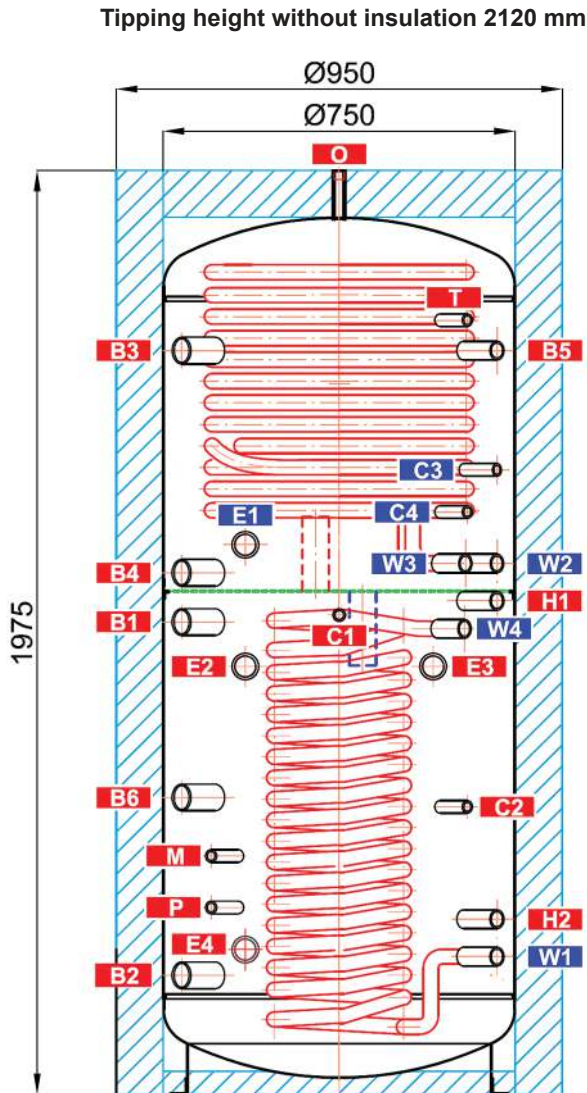 Tipping height without insulation 2120 mm
Ø950
Ø750
O
T
B3
B5
C3
E1
C4
W3
W2
B4
H1
B1
C1
W4
E2
E3
1975
B6
C2
M
P
H2
E4
W1
B2